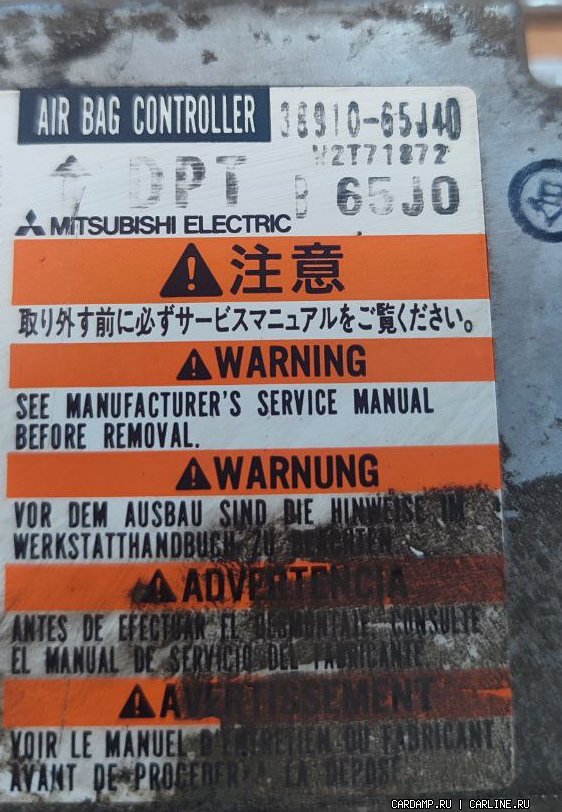 AIR BAG CONTROLLER 38910-65J40
W2T71872
DPT B 65J0
MITSUBISHI ELECTRIC
注意
取り外す前に必ずサービスマニュアルをご覧ください。
WARNING
SEE MANUFACTURER'S SERVICE MANUAL
BEFORE REMOVAL.
WARNUNG
VOR DEM AUSBAU SIND DIE HINWEISE IM
WERKSTATTHANDBUCH ZU
ADVERTENCIA
ANTES DE EFECTUAR EL DESMONTAJE CONSULTE
EL MANUAL DE SERVICIO DEL FABRICANTE
AVERTISSEMENT
VOIR LE MANUEL D'ENTRETIEN DU FABRICANT
AVANT DE PROCEDER A LA DEPOSE
CARDAMP.RU | CARLINE.RU